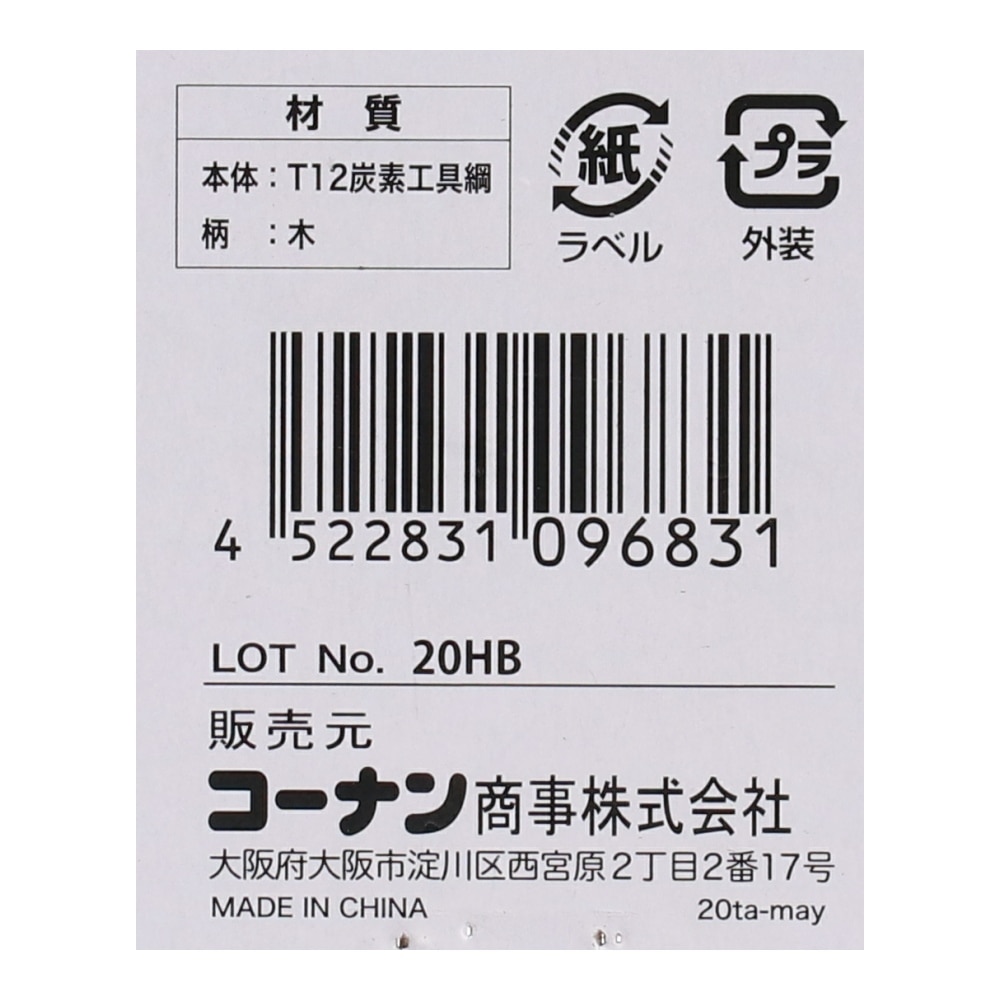 材 質
本体：T12炭素工具綱
柄　：木
紙
ラベル
プラ
外装
4 522831 096831
LOT No. 20HB
販売元
コーナン商事株式会社
大阪府大阪市淀川区西宮原2丁目2番17号
MADE IN CHINA 20ta-may